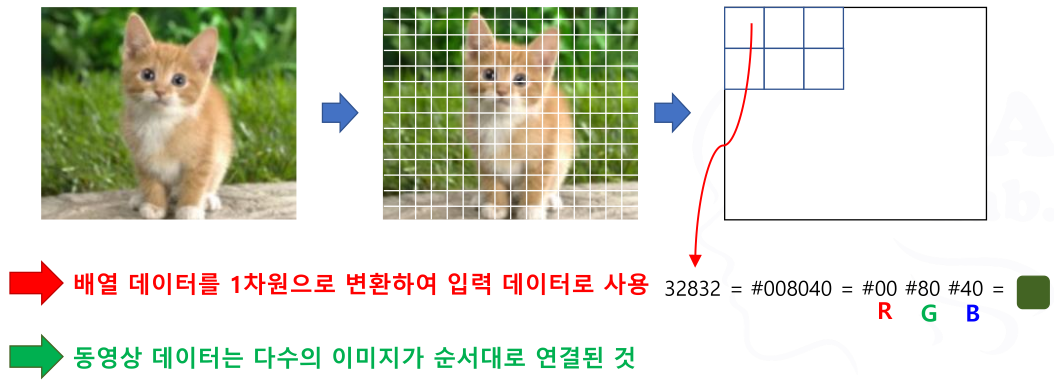 배열 데이터를 1차원으로 변환하여 입력 데이터로 사용
32832 = #008040 = #00 #80 #40 =
R G B
동영상 데이터는 다수의 이미지가 순서대로 연결된 것